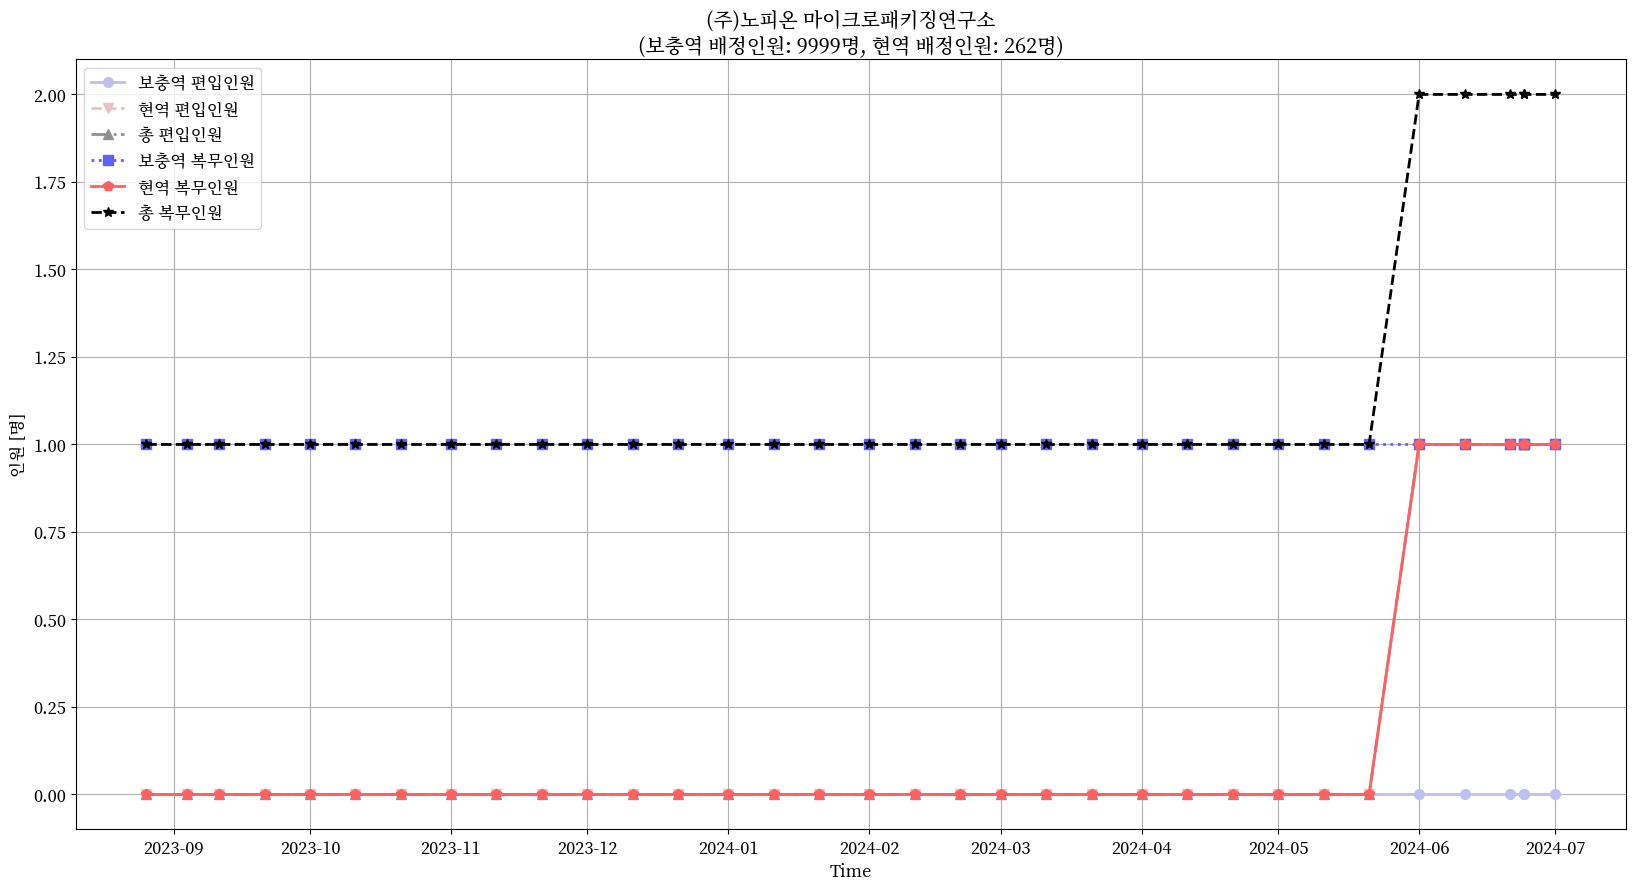 (주)노피온 마이크로패키징연구소
(보충역 배정인원: 9999명, 현역 배정인원: 262명)
보충역 편입인원
현역 편입인원
총 편입인원
보충역 복무인원
현역 복무인원
총 복무인원
2.00
1.75
1.50
1.25
1.00
0.75
0.50
0.25
0.00
인원 [명]
2023-09 2023-10 2023-11 2023-12 2024-01 2024-02 2024-03 2024-04 2024-05 2024-06 2024-07
Time